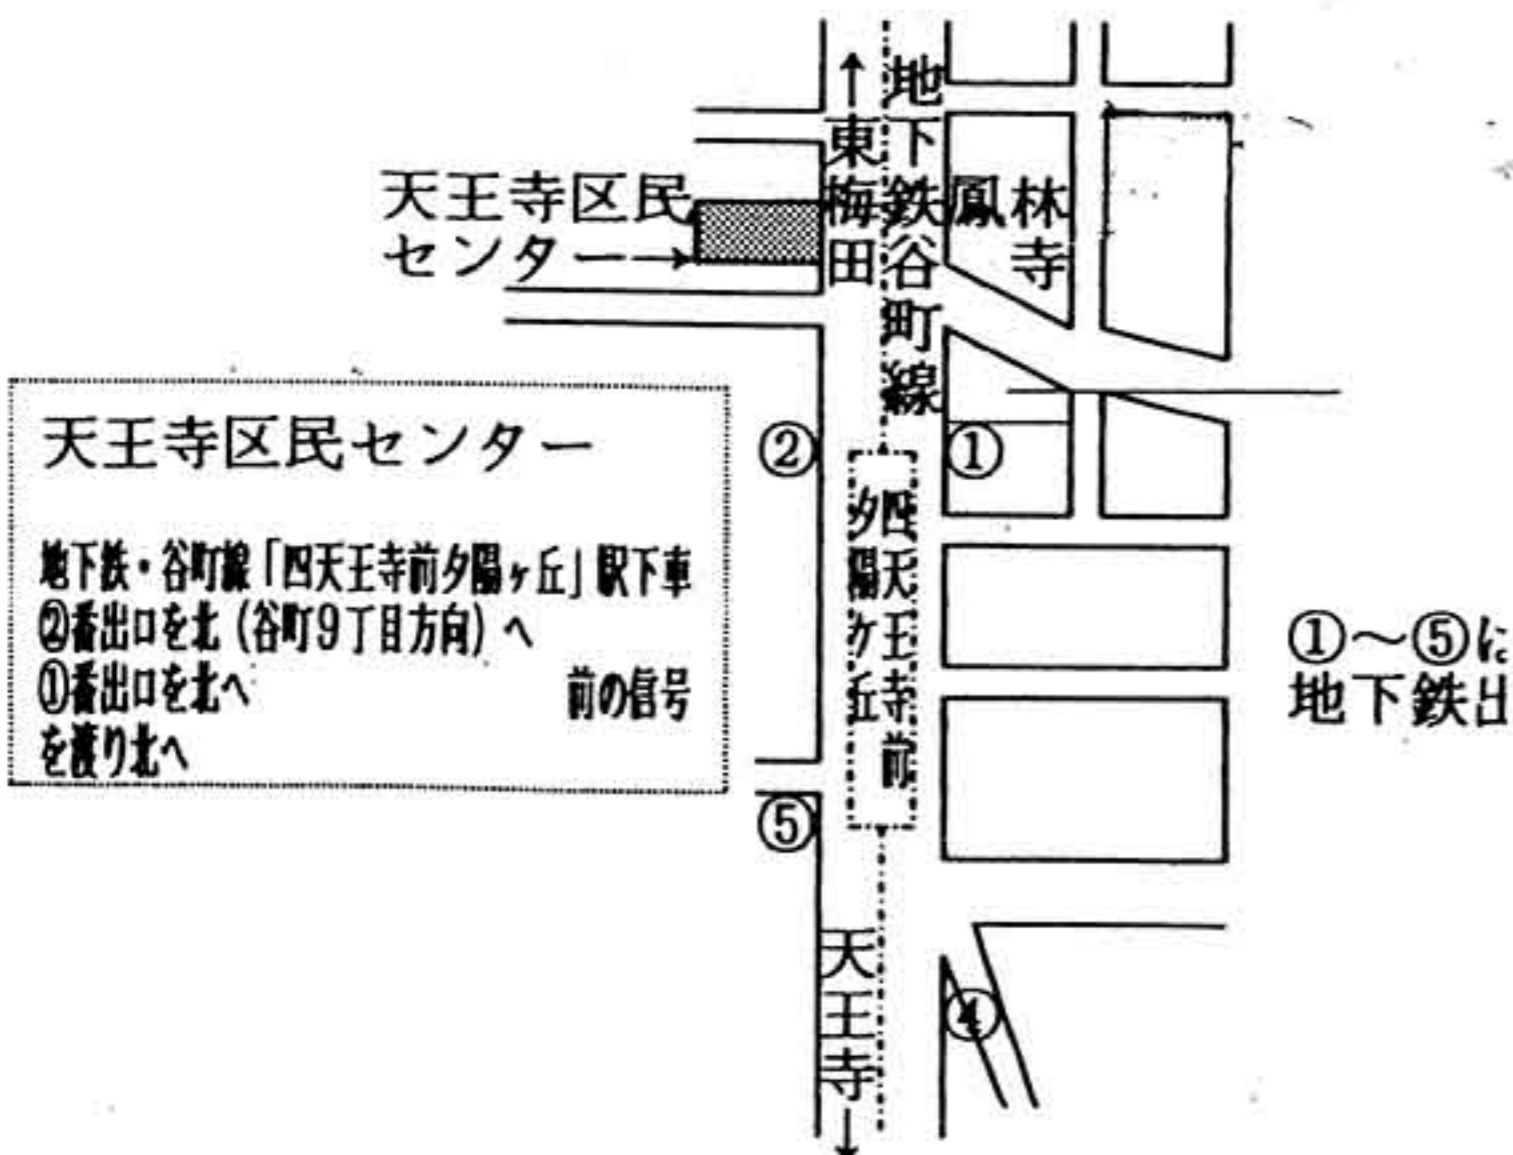 地下鉄谷町線
↑東梅田
天王寺区民
センター→
鳳林
寺
天王寺区民センター
地下鉄・谷町線「四天王寺前夕陽ヶ丘」駅下車
②番出口を北(谷町9丁目方向)へ
①番出口を北へ 前の信号
を渡り北へ
②
①
四天王寺前
夕陽ケ丘
⑤
①~⑤に
地下鉄出
天王寺↓
④